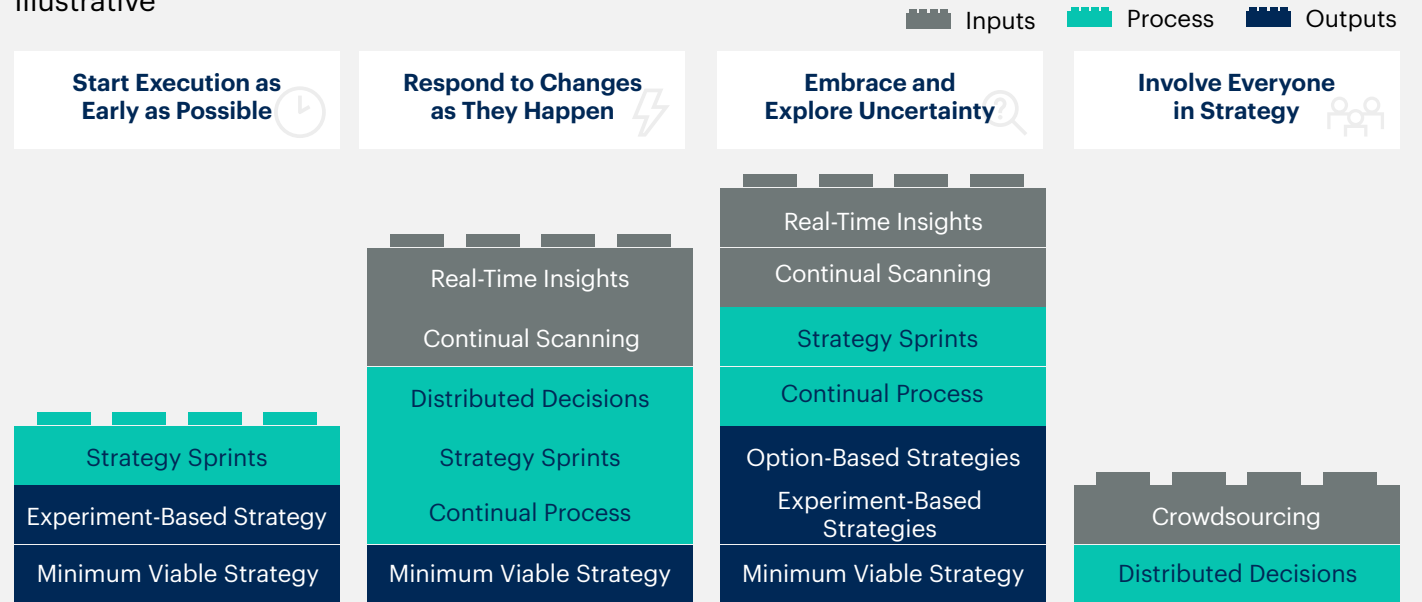 Illustrative
Inputs
Process
Outputs
Start Execution as
Early as Possible
Respond to Changes
as They Happen
Embrace and
Explore Uncertainty
Involve Everyone
in Strategy
Strategy Sprints
Experiment-Based Strategy
Minimum Viable Strategy
Real-Time Insights
Continual Scanning
Distributed Decisions
Strategy Sprints
Continual Process
Minimum Viable Strategy
Real-Time Insights
Continual Scanning
Strategy Sprints
Continual Process
Option-Based Strategies
Experiment-Based
Strategies
Minimum Viable Strategy
Crowdsourcing
Distributed Decisions